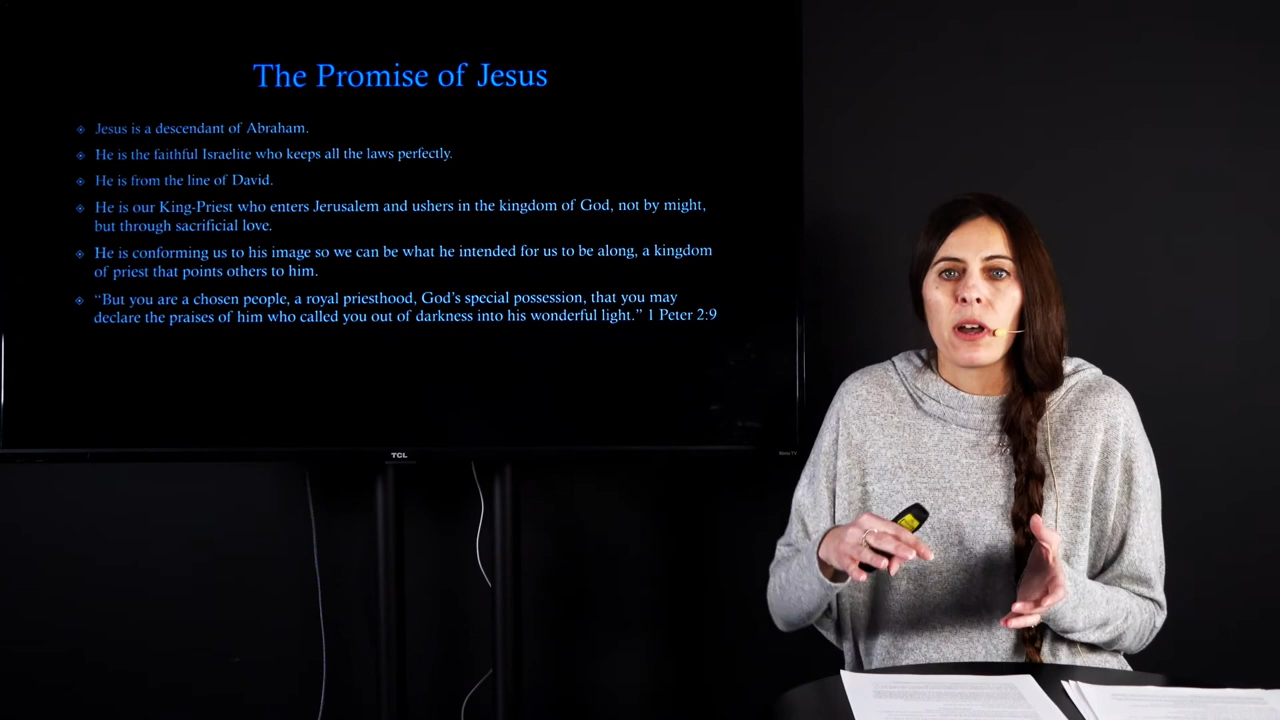 The Promise of Jesus
Jesus is a descendant of Abraham.
He is the faithful Israelite who keeps all the laws perfectly.
He is from the line of David.
He is our King-Priest who enters Jerusalem and ushers in the kingdom of God, not by might,
but through sacrificial love.
He is conforming us to his image so we can be what he intended for us to be along, a kingdom
of priest that points others to him.
“But you are a chosen people, a royal priesthood, God’s special possession, that you may
declare the praises of him who called you out of darkness into his wonderful light.” 1 Peter 2:9
TCL
Roku TV